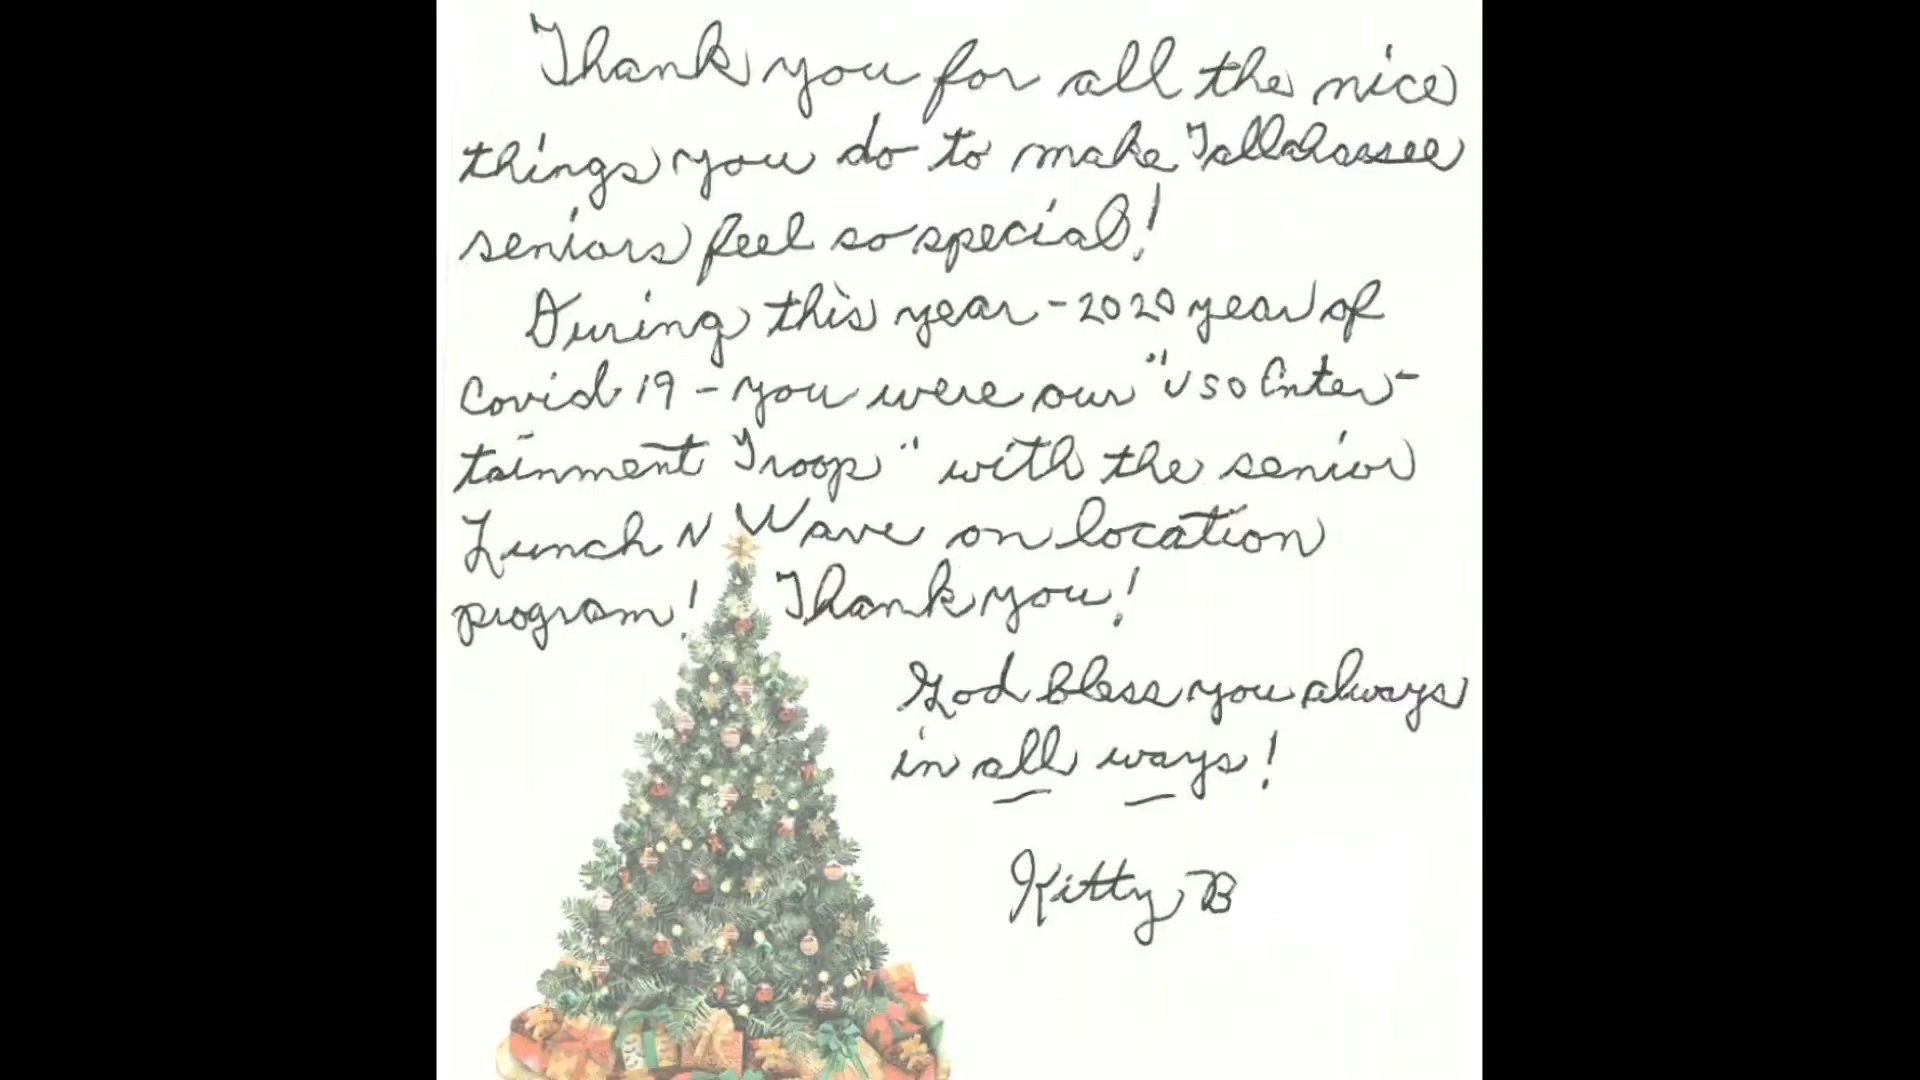 Thank you for all the nice
things you do to make Tallahassee
seniors feel so special!
During this year - 2020 year of
Covid 19 - you were our "USO Enter-
tainment Troop" with the senior
Lunch N Wave on location
program! Thank you!
God bless you always
in all ways!
Kitty B